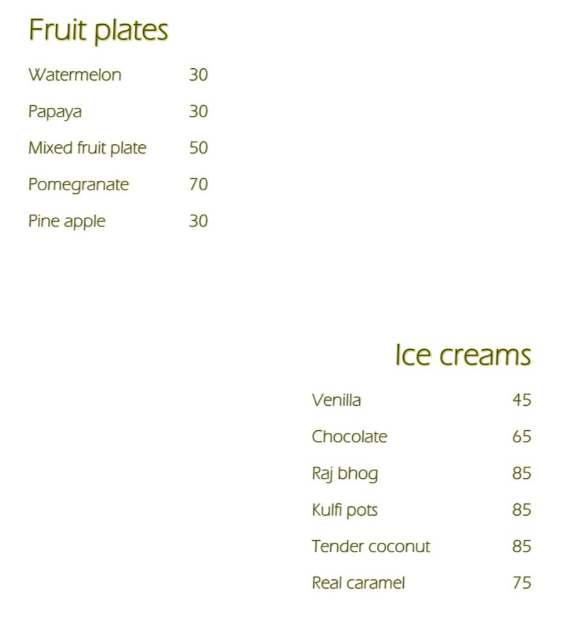 Fruit plates
Watermelon 30
Papaya 30
Mixed fruit plate 50
Pomegranate 70
Pine apple 30
Ice creams
Venilla 45
Chocolate 65
Raj bhog 85
Kulfi pots 85
Tender coconut 85
Real caramel 75